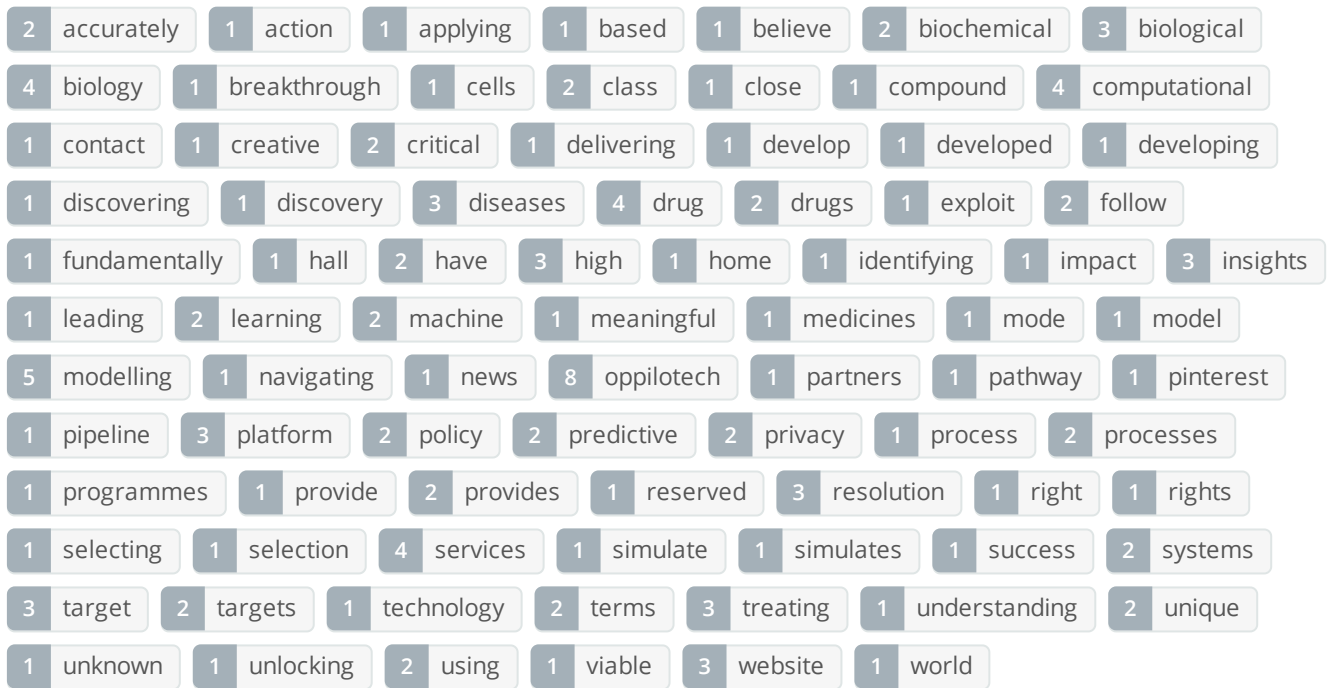 2 accurately 1 action 1 applying 1 based 1 believe 2 biochemical 3 biological
4 biology 1 breakthrough 1 cells 2 class 1 close 1 compound 4 computational
1 contact 1 creative 2 critical 1 delivering 1 develop 1 developed 1 developing
1 discovering 1 discovery 3 diseases 4 drug 2 drugs 1 exploit 2 follow
1 fundamentally 1 hall 2 have 3 high 1 home 1 identifying 1 impact 3 insights
1 leading 2 learning 2 machine 1 meaningful 1 medicines 1 mode 1 model
5 modelling 1 navigating 1 news 8 oppilotech 1 partners 1 pathway 1 pinterest
1 pipeline 3 platform 2 policy 2 predictive 2 privacy 1 process 2 processes
1 programmes 1 provide 2 provides 1 reserved 3 resolution 1 right 1 rights
1 selecting 1 selection 4 services 1 simulate 1 simulates 1 success 2 systems
3 target 2 targets 1 technology 2 terms 3 treating 1 understanding 2 unique
1 unknown 1 unlocking 2 using 1 viable 3 website 1 world